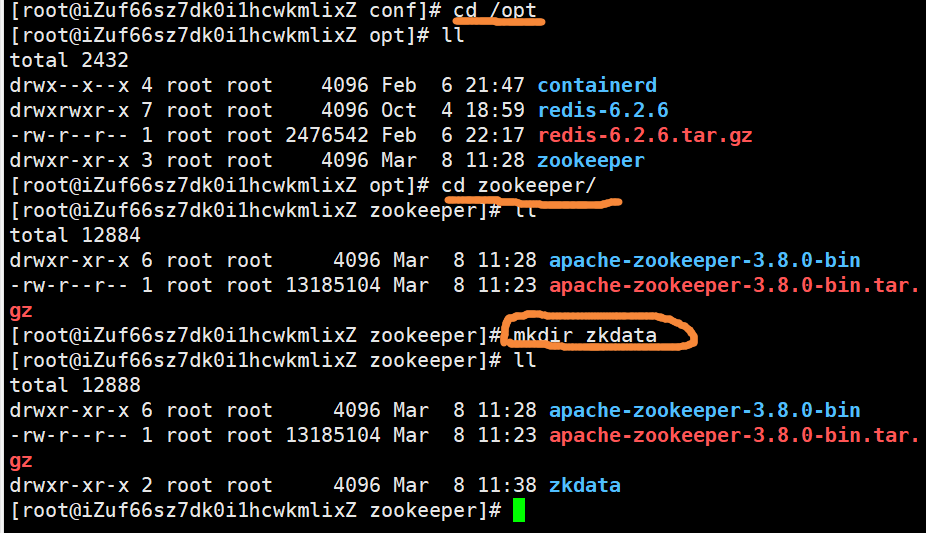 [root@iZuf66sz7dk0i1hcwkmlixZ conf]# cd /opt
[root@iZuf66sz7dk0i1hcwkmlixZ opt]# ll
total 2432
drwx--x--x 4 root root    4096 Feb  6 21:47 containerd
drwxrwxr-x 7 root root    4096 Oct  4 18:59 redis-6.2.6
-rw-r--r-- 1 root root 2476542 Feb  6 22:17 redis-6.2.6.tar.gz
drwxr-xr-x 3 root root    4096 Mar  8 11:28 zookeeper
[root@iZuf66sz7dk0i1hcwkmlixZ opt]# cd zookeeper/
[root@iZuf66sz7dk0i1hcwkmlixZ zookeeper]# ll
total 12884
drwxr-xr-x 6 root root     4096 Mar  8 11:28 apache-zookeeper-3.8.0-bin
-rw-r--r-- 1 root root 13185104 Mar  8 11:23 apache-zookeeper-3.8.0-bin.tar.
gz
[root@iZuf66sz7dk0i1hcwkmlixZ zookeeper]# mkdir zkdata
[root@iZuf66sz7dk0i1hcwkmlixZ zookeeper]# ll
total 12888
drwxr-xr-x 6 root root     4096 Mar  8 11:28 apache-zookeeper-3.8.0-bin
-rw-r--r-- 1 root root 13185104 Mar  8 11:23 apache-zookeeper-3.8.0-bin.tar.
gz
drwxr-xr-x 2 root root     4096 Mar  8 11:38 zkdata
[root@iZuf66sz7dk0i1hcwkmlixZ zookeeper]#